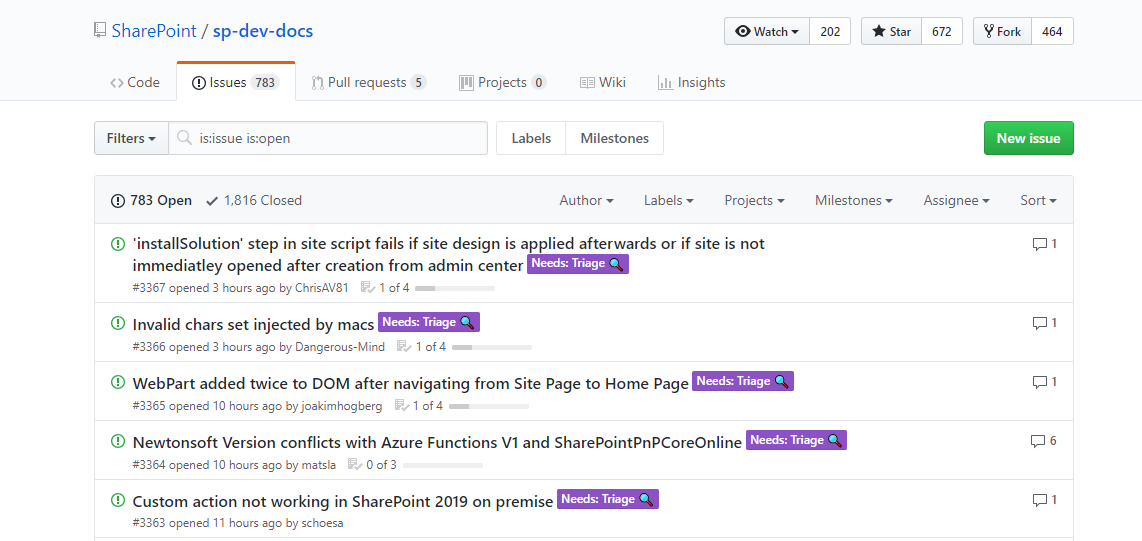 SharePoint / sp-dev-docs
Watch 202 Star 672 Fork 464
Code Issues 783 Pull requests 5 Projects 0 Wiki Insights
Filters is:issue is:open Labels Milestones New issue
783 Open 1,816 Closed Author Labels Projects Milestones Assignee Sort
'installSolution' step in site script fails if site design is applied afterwards or if site is not 1
immediatley opened after creation from admin center Needs: Triage
#3367 opened 3 hours ago by ChrisAV81 1 of 4
Invalid chars set injected by macs Needs: Triage 1
#3366 opened 3 hours ago by Dangerous-Mind 1 of 4
WebPart added twice to DOM after navigating from Site Page to Home Page Needs: Triage 1
#3365 opened 10 hours ago by joakimhogberg 1 of 4
Newtonsoft Version conflicts with Azure Functions V1 and SharePointPnPCoreOnline Needs: Triage 6
#3364 opened 10 hours ago by matsla 0 of 3
Custom action not working in SharePoint 2019 on premise Needs: Triage 1
#3363 opened 11 hours ago by schoesa